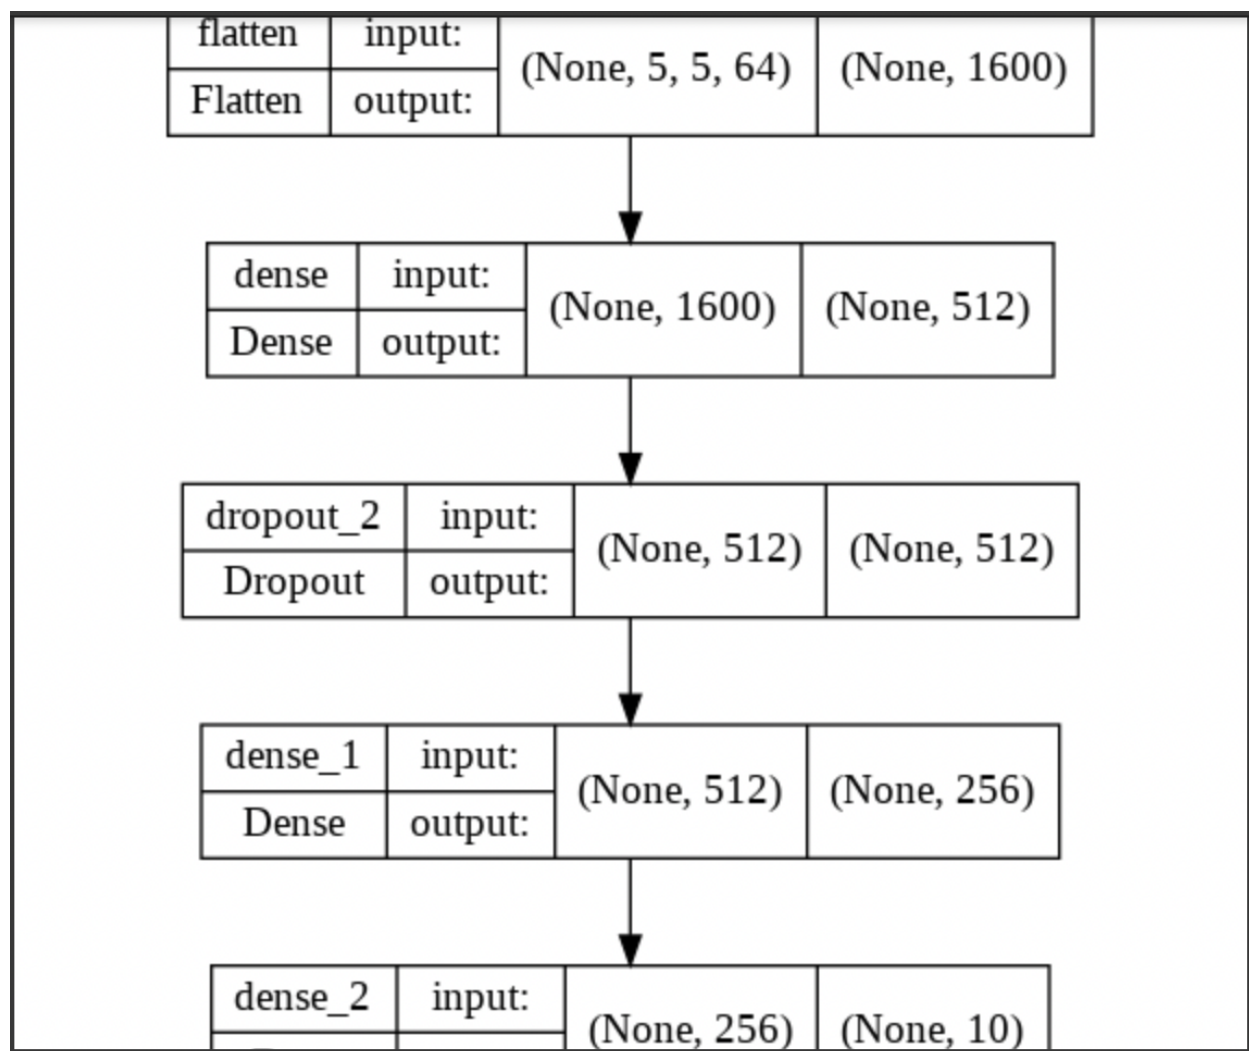 flatten input: (None, 5, 5, 64) (None, 1600)
Flatten output:
dense input: (None, 1600) (None, 512)
Dense output:
dropout_2 input: (None, 512) (None, 512)
Dropout output:
dense_1 input: (None, 512) (None, 256)
Dense output:
dense_2 input: (None, 256) (None, 10)